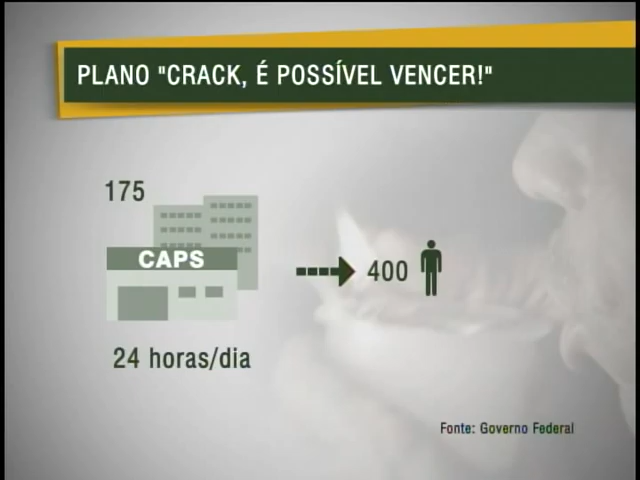 PLANO "CRACK, É POSSÍVEL VENCER!"
175
CAPS
400
24 horas/dia
Fonte: Governo Federal